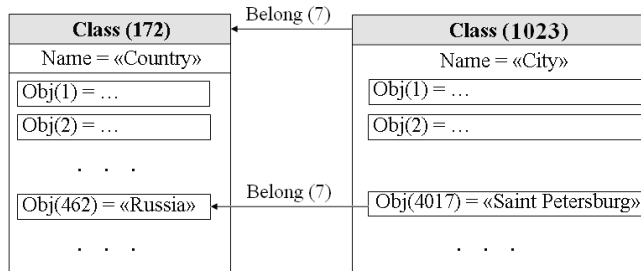 Belong (7)
Class (172)
Class (1023)
Name = «Country»
Name = «City»
Obj(1) = …
Obj(1) = …
Obj(2) = …
Obj(2) = …
. . .
. . .
Belong (7)
Obj(462) = «Russia»
Obj(4017) = «Saint Petersburg»
. . .
. . .